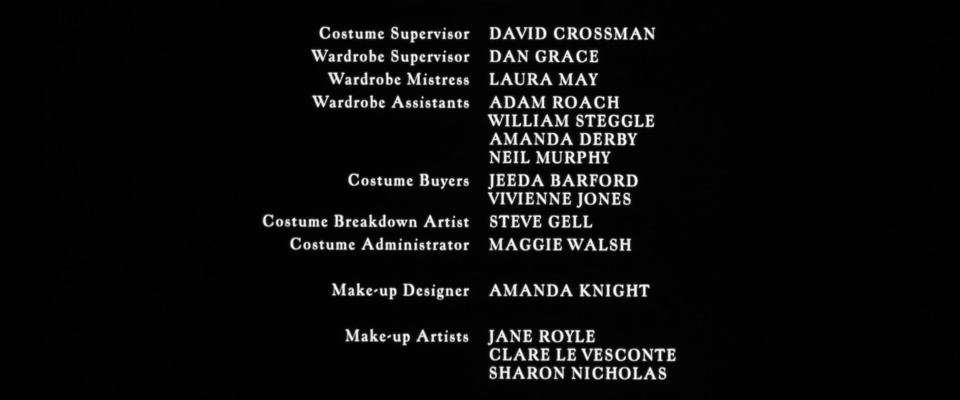 Costume Supervisor DAVID CROSSMAN
Wardrobe Supervisor DAN GRACE
Wardrobe Mistress LAURA MAY
Wardrobe Assistants ADAM ROACH
WILLIAM STEGGLE
AMANDA DERBY
NEIL MURPHY
Costume Buyers JEEDA BARFORD
VIVIENNE JONES
Costume Breakdown Artist STEVE GELL
Costume Administrator MAGGIE WALSH
Make-up Designer AMANDA KNIGHT
Make-up Artists JANE ROYLE
CLARE LE VESCONTE
SHARON NICHOLAS